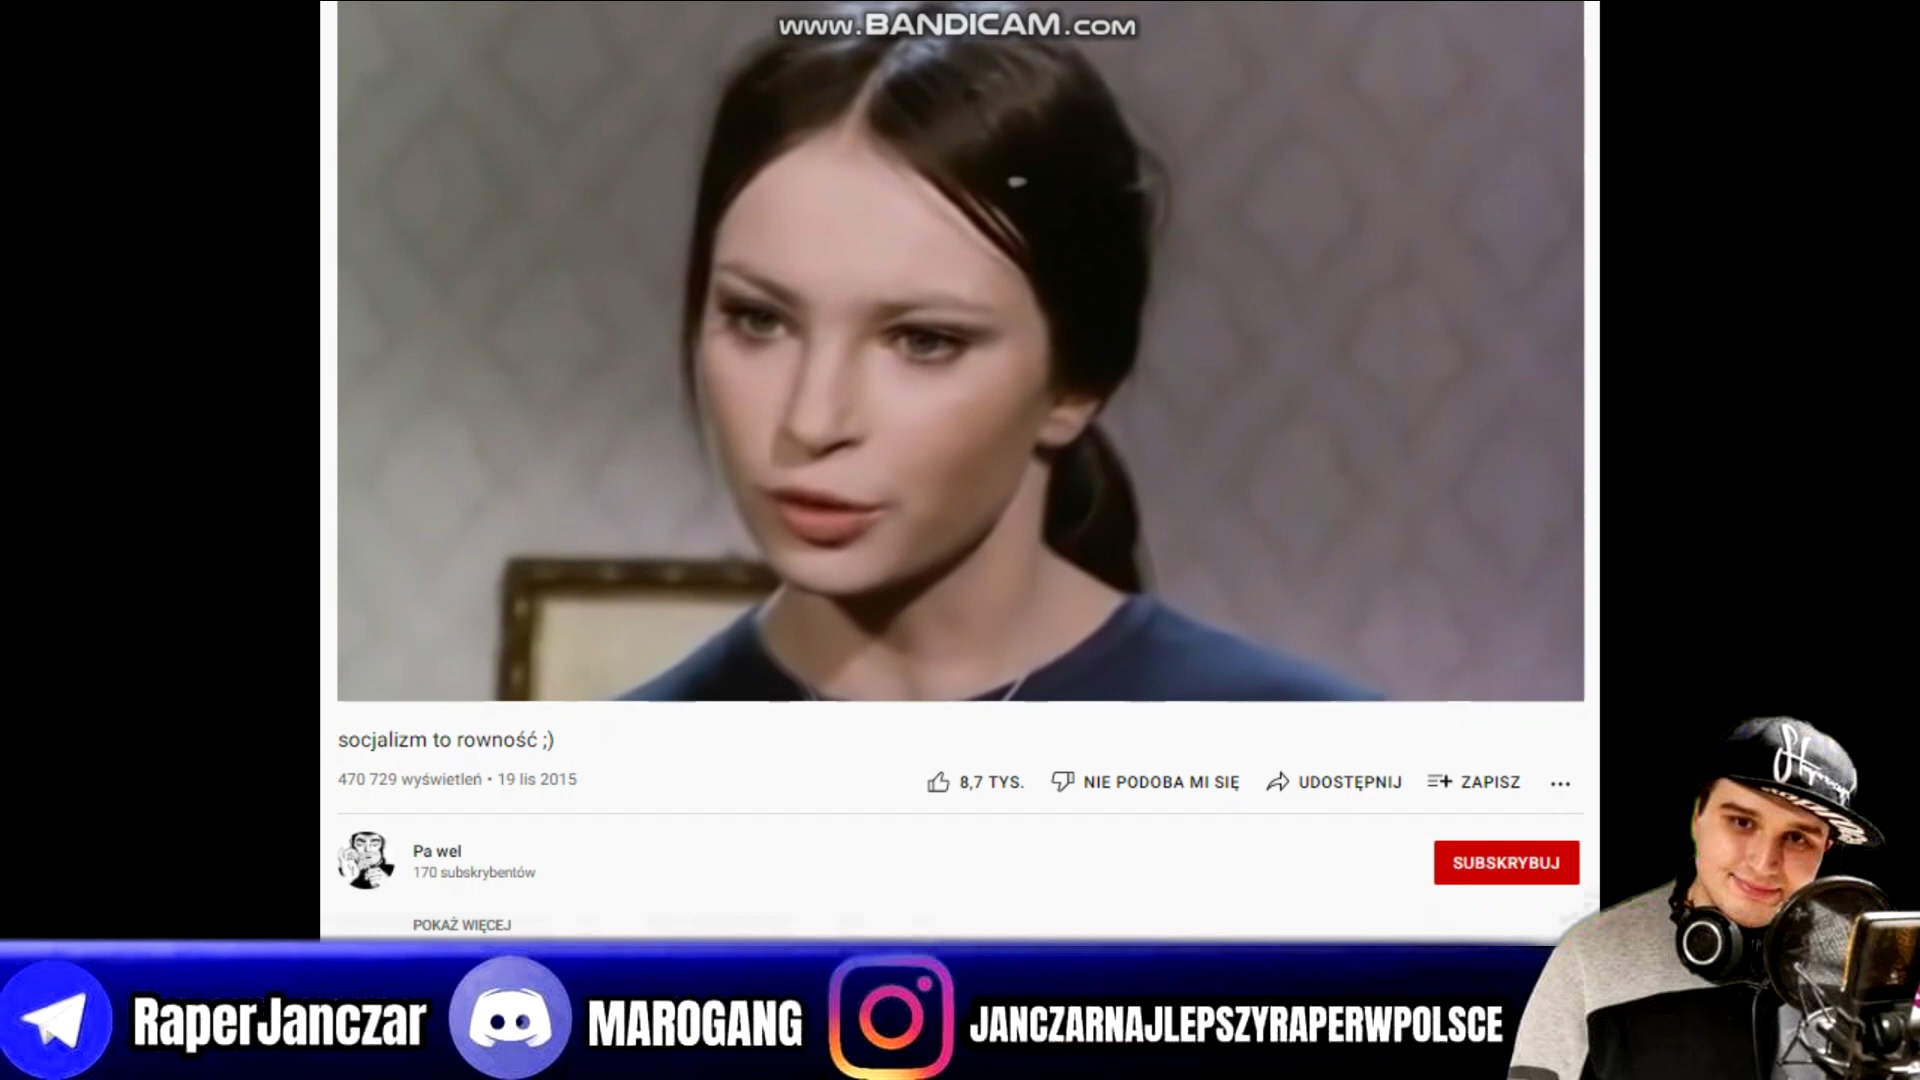 www.BANDICAM.com
socjalizm to rowność ;)
470 729 wyświetleń • 19 lis 2015
8,7 TYS.
NIE PODOBA MI SIĘ
UDOSTĘPNIJ
ZAPISZ
Pa wel
170 subskrybentów
SUBSKRYBUJ
POKAŻ WIĘCEJ
RaperJanczar
MAROGANG
JANCZARNAJLEPSZYRAPERWPOLSCE